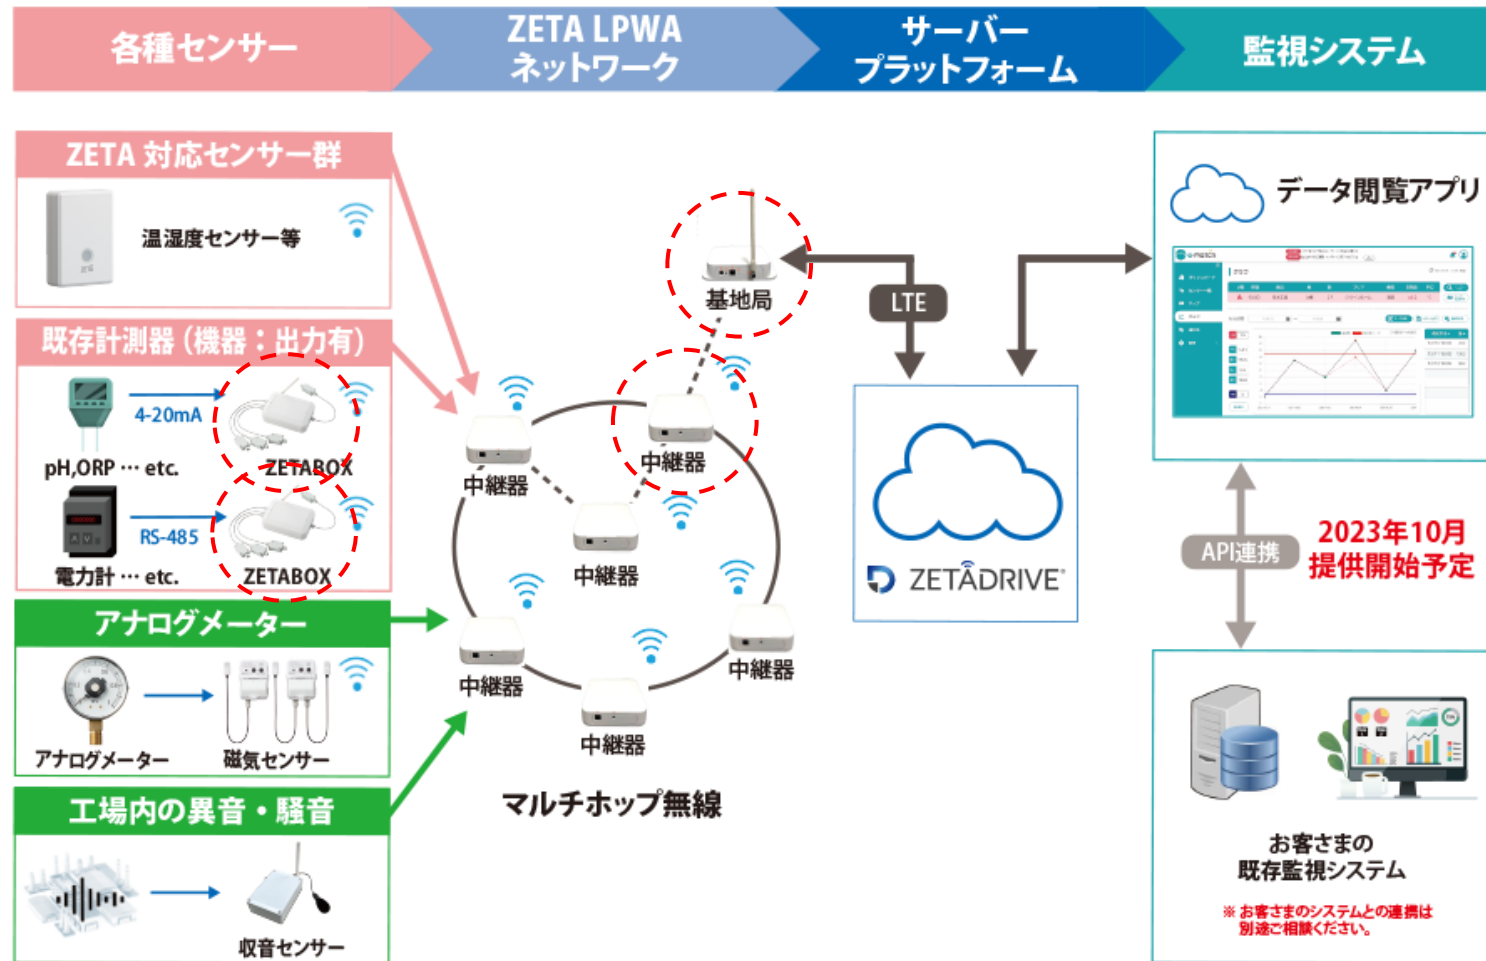 各種センサー
ZETA LPWA
ネットワーク
サーバー
プラットフォーム
監視システム
ZETA 対応センサー群
温湿度センサー等
既存計測器（機器：出力有）
4-20mA
pH,ORP … etc.
ZETABOX
RS-485
電力計 … etc.
ZETABOX
アナログメーター
アナログメーター
磁気センサー
工場内の異音・騒音
収音センサー
基地局
中継器
中継器
中継器
中継器
中継器
中継器
マルチホップ無線
LTE
ZETADRIVE
データ閲覧アプリ
API連携
2023年10月
提供開始予定
お客さまの
既存監視システム
※ お客さまのシステムとの連携は
別途ご相談ください。